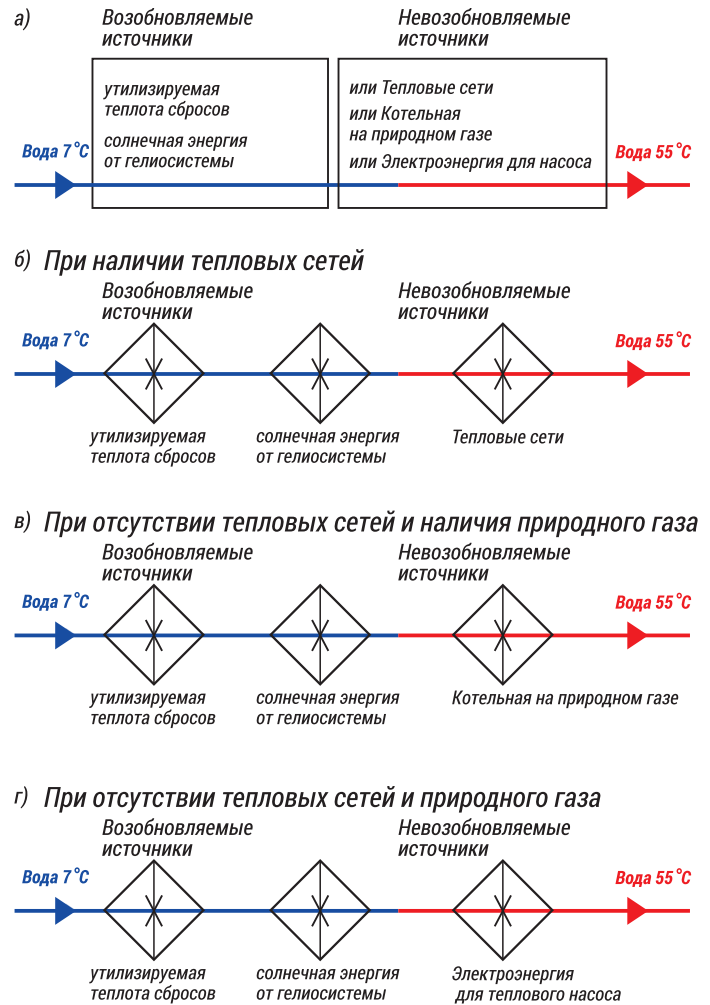 а)
Возобновляемые
источники
Невозобновляемые
источники
утилизируемая
теплота сбросов
солнечная энергия
от гелиосистемы
или Тепловые сети
или Котельная
на природном газе
или Электроэнергия для насоса
Вода 7°С
Вода 55°С
б) При наличии тепловых сетей
Возобновляемые
источники
Невозобновляемые
источники
Вода 7°С
Вода 55°С
утилизируемая
теплота сбросов
солнечная энергия
от гелиосистемы
Тепловые сети
в) При отсутствии тепловых сетей и наличия природного газа
Возобновляемые
источники
Невозобновляемые
источники
Вода 7°С
Вода 55°С
утилизируемая
теплота сбросов
солнечная энергия
от гелиосистемы
Котельная на природном газе
г) При отсутствии тепловых сетей и природного газа
Возобновляемые
источники
Невозобновляемые
источники
Вода 7°С
Вода 55°С
утилизируемая
теплота сбросов
солнечная энергия
от гелиосистемы
Электроэнергия
для теплового насоса